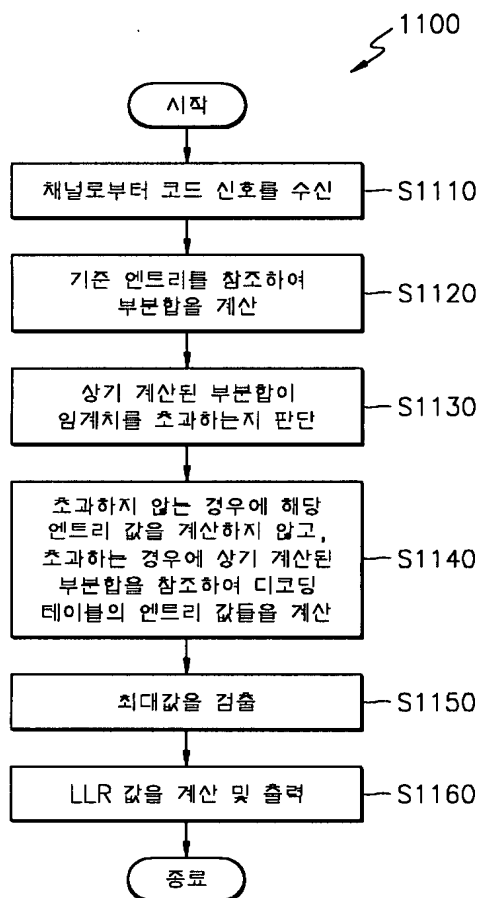 1100
시작
채널로부터 코드 신호를 수신
S1110
기준 엔트리를 참조하여
부분합을 계산
S1120
상기 계산된 부분합이
임계치를 초과하는지 판단
S1130
초과하지 않는 경우에 해당
엔트리 값을 계산하지 않고,
초과하는 경우에 상기 계산된
부분합을 참조하여 디코딩
테이블의 엔트리 값들을 계산
S1140
최대값을 검출
S1150
LLR 값을 계산 및 출력
S1160
종료